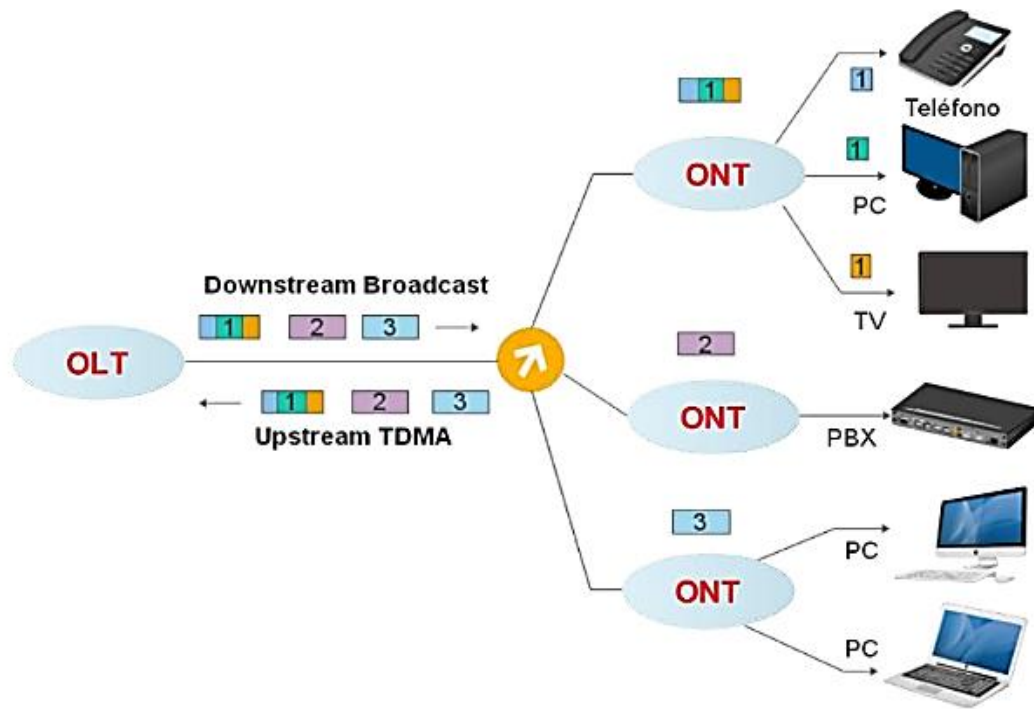 1
Teléfono
1
ONT
1
PC
1
TV
Downstream Broadcast
1 2 3
OLT
1 2 3
Upstream TDMA
2
ONT
PBX
3
ONT
PC
PC